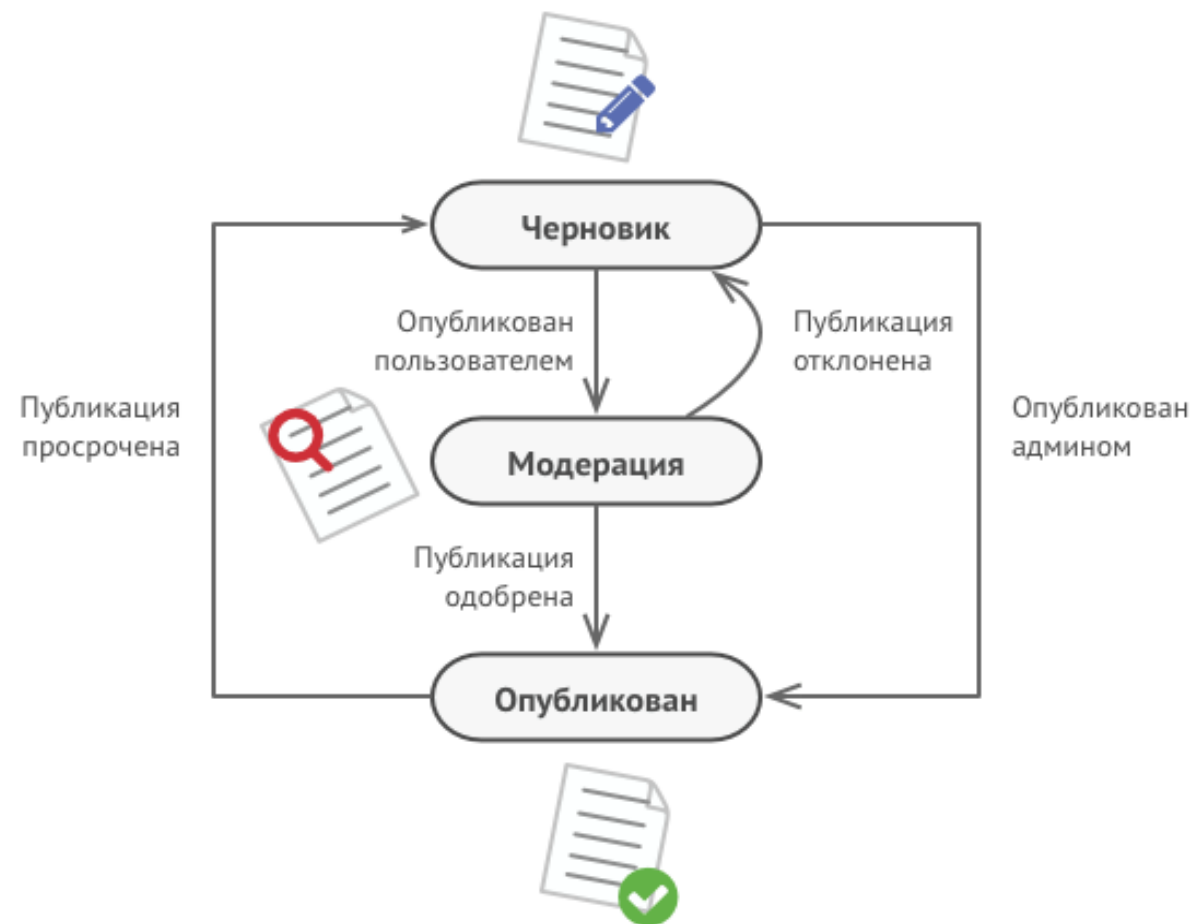 Черновик
Опубликован
пользователем
Публикация
отклонена
Публикация
просрочена
Опубликован
админом
Модерация
Публикация
одобрена
Опубликован